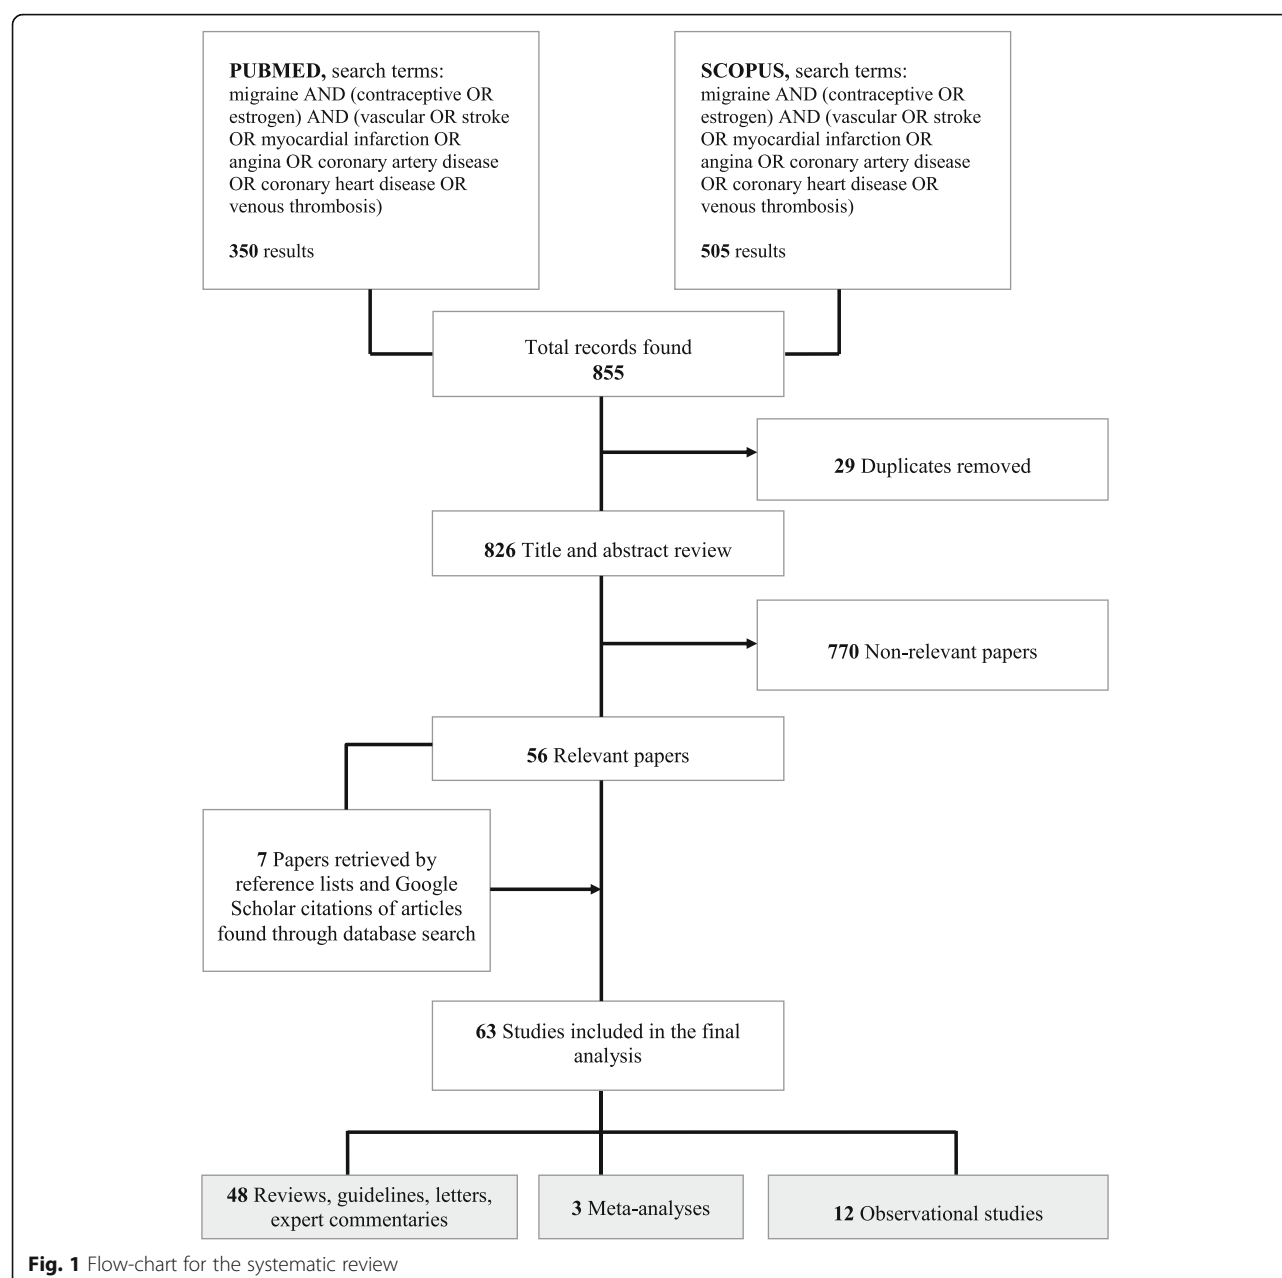 PUBMED, search terms:
migraine AND (contraceptive OR
estrogen) AND (vascular OR stroke
OR myocardial infarction OR
angina OR coronary artery disease
OR coronary heart disease OR
venous thrombosis)
350 results
SCOPUS, search terms:
migraine AND (contraceptive OR
estrogen) AND (vascular OR stroke
OR myocardial infarction OR
angina OR coronary artery disease
OR coronary heart disease OR
venous thrombosis)
505 results
Total records found
855
29 Duplicates removed
826 Title and abstract review
770 Non-relevant papers
56 Relevant papers
7 Papers retrieved by
reference lists and Google
Scholar citations of articles
found through database search
63 Studies included in the final
analysis
48 Reviews, guidelines, letters,
expert commentaries
3 Meta-analyses
12 Observational studies
Fig. 1 Flow-chart for the systematic review